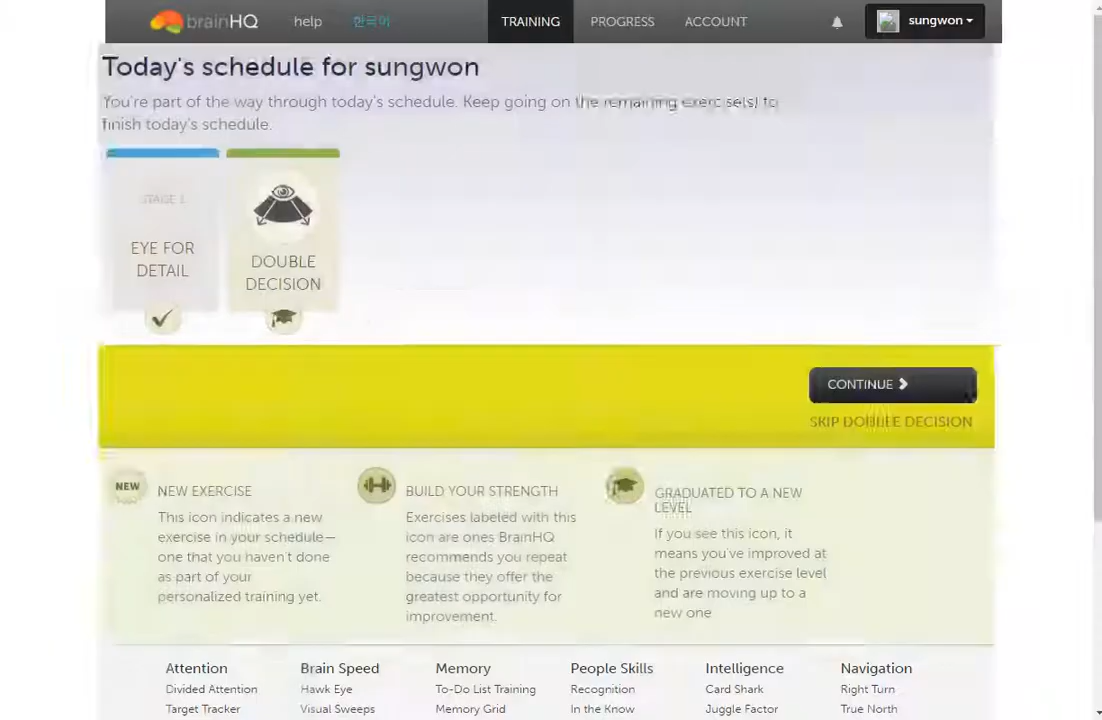 brainHQ help 한국어 TRAINING PROGRESS ACCOUNT sungwon
Today's schedule for sungwon
You're part of the way through today's schedule. Keep going on the remaining exercise(s) to
finish today's schedule.
STAGE 1
EYE FOR
DETAIL
DOUBLE
DECISION
CONTINUE
SKIP DOUBLE DECISION
NEW
NEW EXERCISE
This icon indicates a new
exercise in your schedule—
one that you haven't done
as part of your
personalized training yet.
BUILD YOUR STRENGTH
Exercises labeled with this
icon are ones BrainHQ
recommends you repeat
because they offer the
greatest opportunity for
improvement.
GRADUATED TO A NEW
LEVEL
If you see this icon, it
means you've improved at
the previous exercise level
and are moving up to a
new one
Attention Brain Speed Memory People Skills Intelligence Navigation
Divided Attention Hawk Eye To-Do List Training Recognition Card Shark Right Turn
Target Tracker Visual Sweeps Memory Grid In the Know Juggle Factor True North